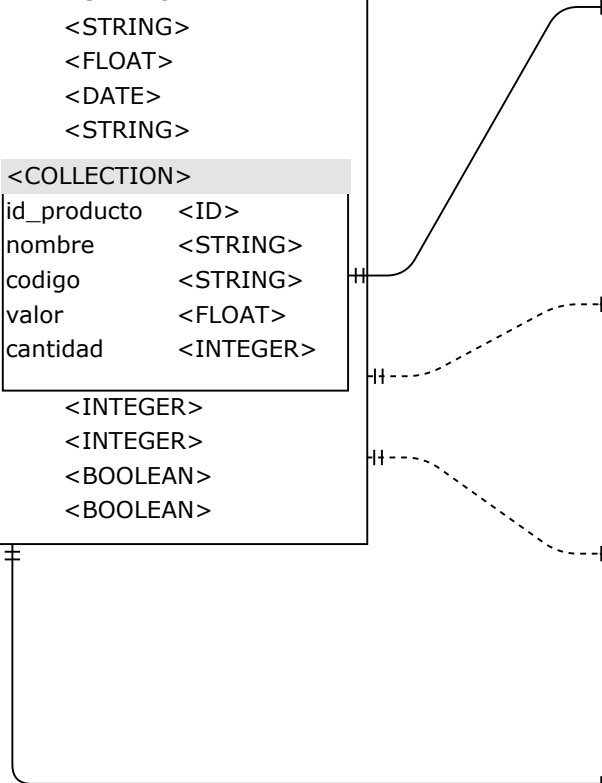 <STRING>
<FLOAT>
<DATE>
<STRING>
<COLLECTION>
id_producto <ID>
nombre <STRING>
codigo <STRING>
valor <FLOAT>
cantidad <INTEGER>
<INTEGER>
<INTEGER>
<BOOLEAN>
<BOOLEAN>